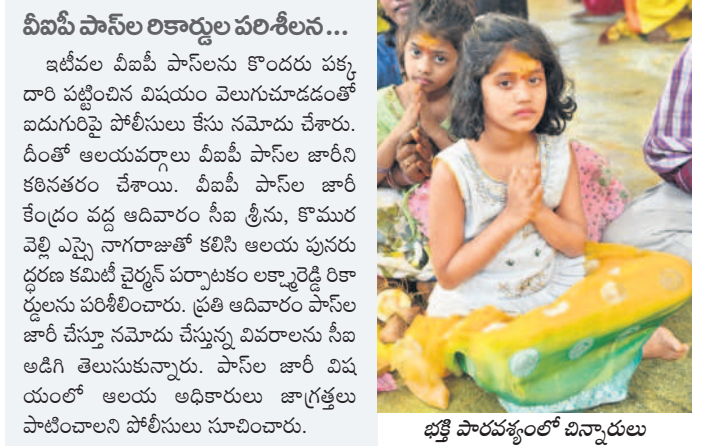 వీఐపీ పాస్‌ల రికార్డుల పరిశీలన...
ఇటీవల వీఐపీ పాస్‌లను కొందరు పక్క
దారి పట్టించిన విషయం వెలుగుచూడడంతో
ఐదుగురిపై పోలీసులు కేసు నమోదు చేశారు.
దీంతో ఆలయవర్గాలు వీఐపీ పాస్‌ల జారీని
కఠినతరం చేశాయి. వీఐపీ పాస్‌ల జారీ
కేంద్రం వద్ద ఆదివారం సీఐ శ్రీను, కొముర
వెల్లి ఎస్సై నాగరాజుతో కలిసి ఆలయ పునరు
ద్ధరణ కమిటీ చైర్మన్ పర్పాటకం లక్ష్మారెడ్డి రికా
ర్డులను పరిశీలించారు. ప్రతి ఆదివారం పాస్‌ల
జారీ చేస్తూ నమోదు చేస్తున్న వివరాలను సీఐ
అడిగి తెలుసుకున్నారు. పాస్‌ల జారీ విష
యంలో ఆలయ అధికారులు జాగ్రత్తలు
పాటించాలని పోలీసులు సూచించారు.
భక్తి పారవశ్యంలో చిన్నారులు